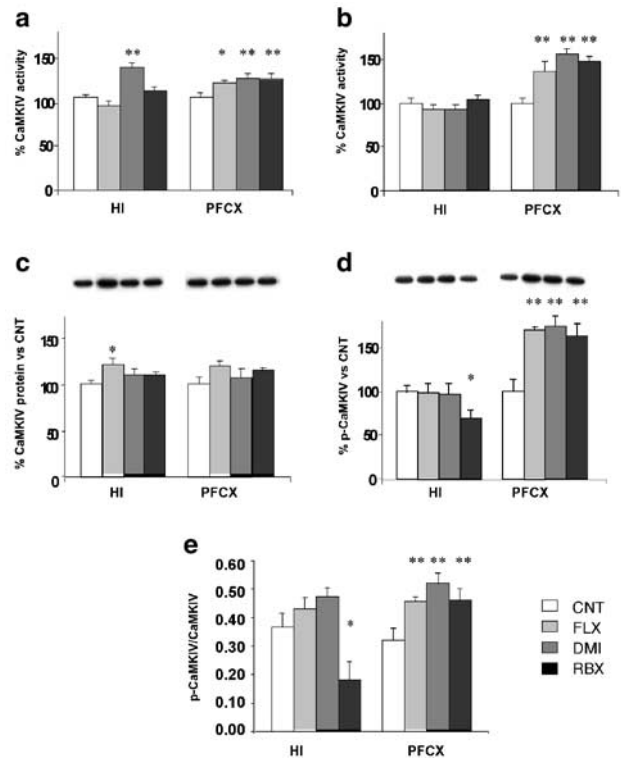 a
b
% CaMKIV activity
150
100
50
0
**
* ** **
HI
PFCX
% CaMKIV activity
150
100
50
0
** ** **
HI
PFCX
c
d
% CaMKIV protein vs CNT
150
100
50
0
*
HI
PFCX
% p-CaMKIV vs CNT
150
100
50
0
*
** ** **
HI
PFCX
e
p-CaMKIV/CaMKIV
0.60
0.40
0.30
0.20
0.10
0.00
*
** ** **
HI
PFCX
CNT
FLX
DMI
RBX